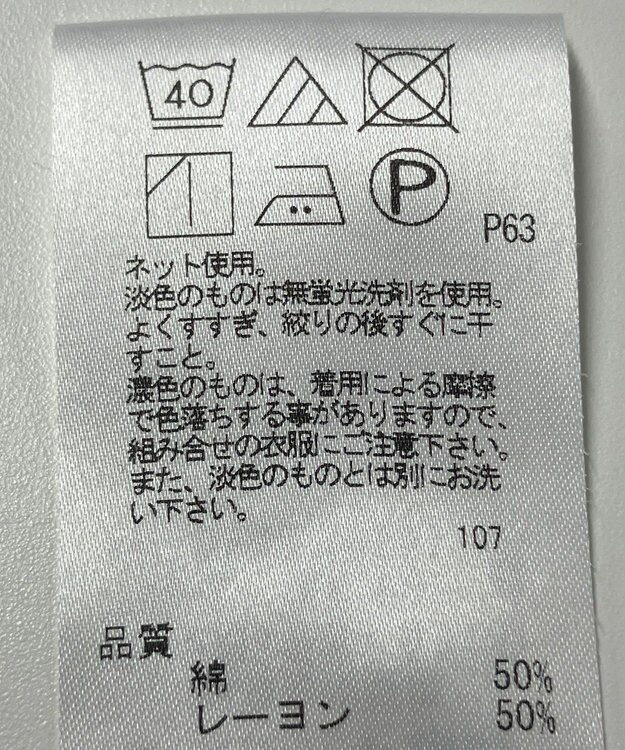 40
P
P63
ネット使用。
淡色のものは無蛍光洗剤を使用。
よくすすぎ、絞りの後すぐに干
すこと。
濃色のものは、着用による摩擦
で色落ちする事がありますので、
組み合せの衣服にご注意下さい。
また、淡色のものとは別にお洗
い下さい。
107
品質
綿 50%
レーヨン 50%